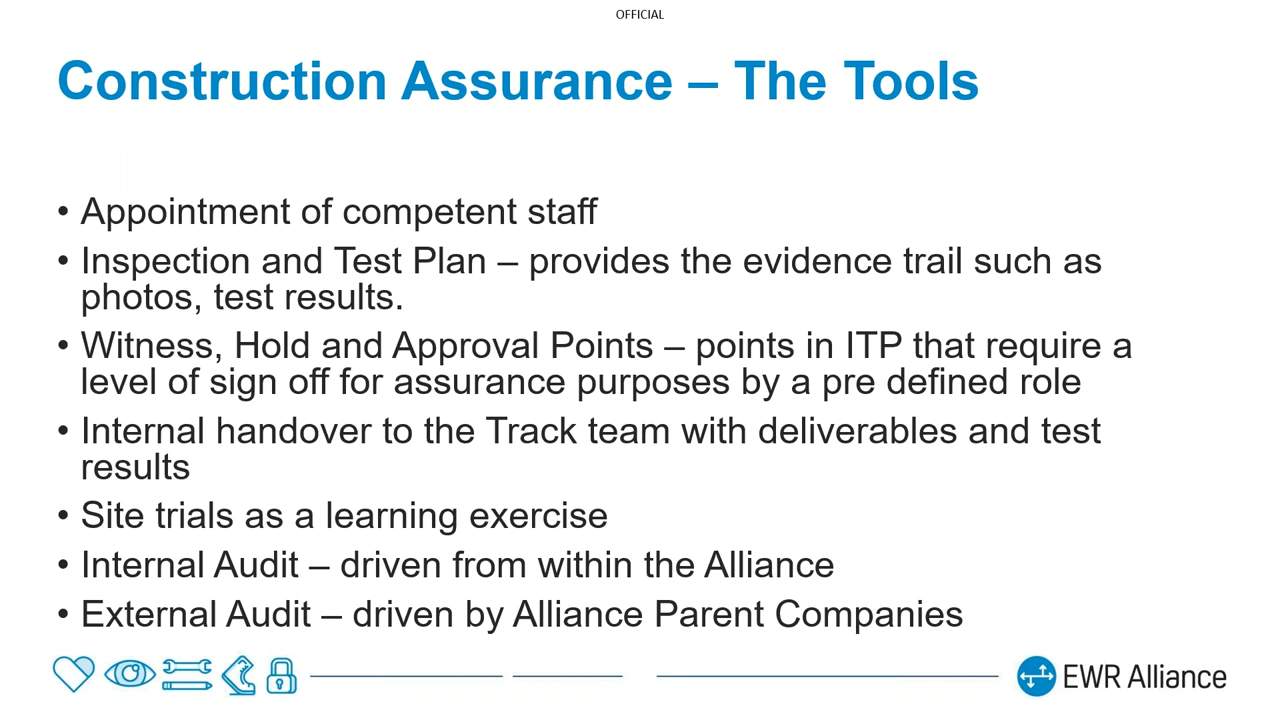 OFFICIAL
Construction Assurance – The Tools
• Appointment of competent staff
• Inspection and Test Plan – provides the evidence trail such as
photos, test results.
• Witness, Hold and Approval Points – points in ITP that require a
level of sign off for assurance purposes by a pre defined role
• Internal handover to the Track team with deliverables and test
results
• Site trials as a learning exercise
• Internal Audit – driven from within the Alliance
• External Audit – driven by Alliance Parent Companies
EWR Alliance